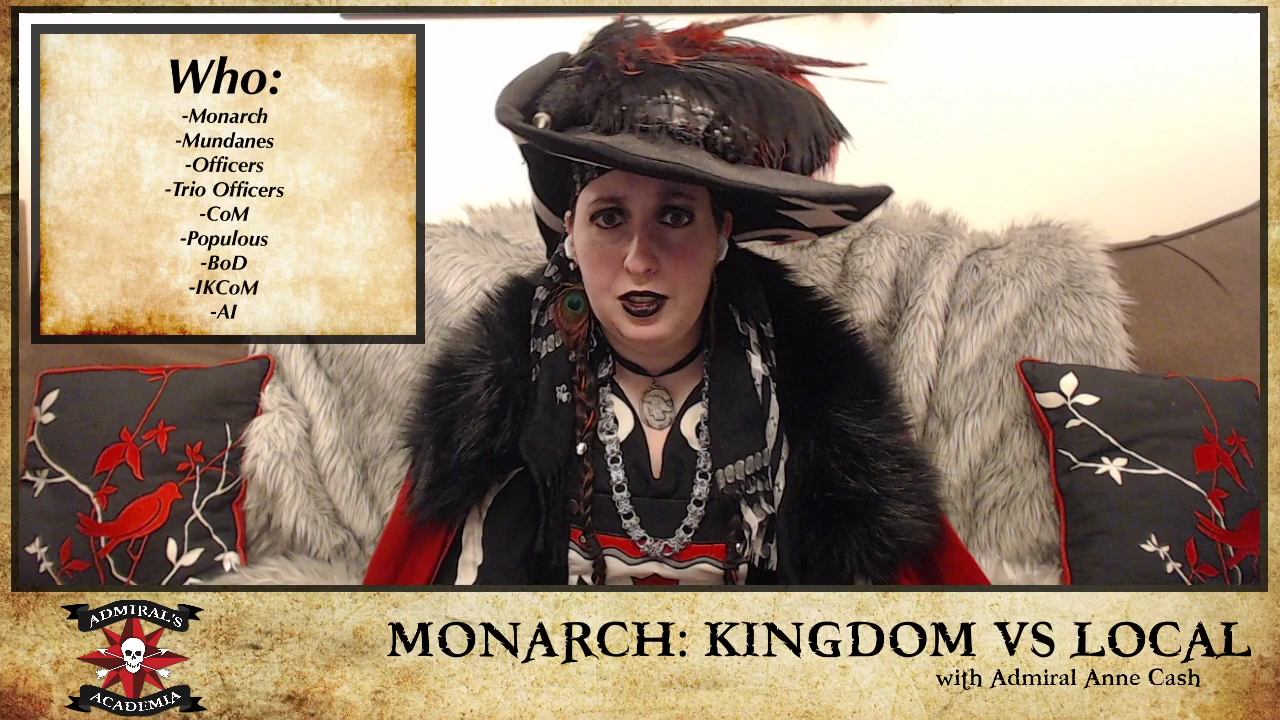 Who:
-Monarch
-Mundanes
-Officers
-Trio Officers
-CoM
-Populous
-BoD
-IKCoM
-AI
ADMIRAL'S
ACADEMIA
MONARCH: KINGDOM VS LOCAL
with Admiral Anne Cash